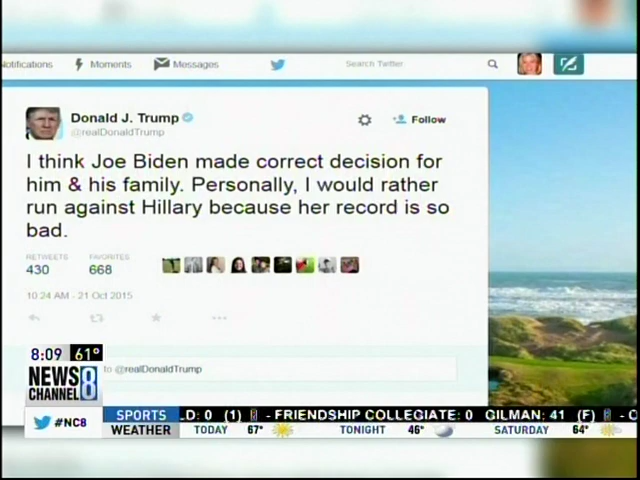 Notifications Moments Messages Search Twitter
Donald J. Trump
@realDonaldTrump
Follow
I think Joe Biden made correct decision for
him & his family. Personally, I would rather
run against Hillary because her record is so
bad.
RETWEETS FAVORITES
430 668
10:24 AM - 21 Oct 2015
to @realDonaldTrump
8:09 61°
NEWS
CHANNEL 8
#NC8
SPORTS LD: 0 (1) - FRIENDSHIP COLLEGIATE: 0 GILMAN: 41 (F) - C
WEATHER TODAY 67° TONIGHT 46° SATURDAY 64°